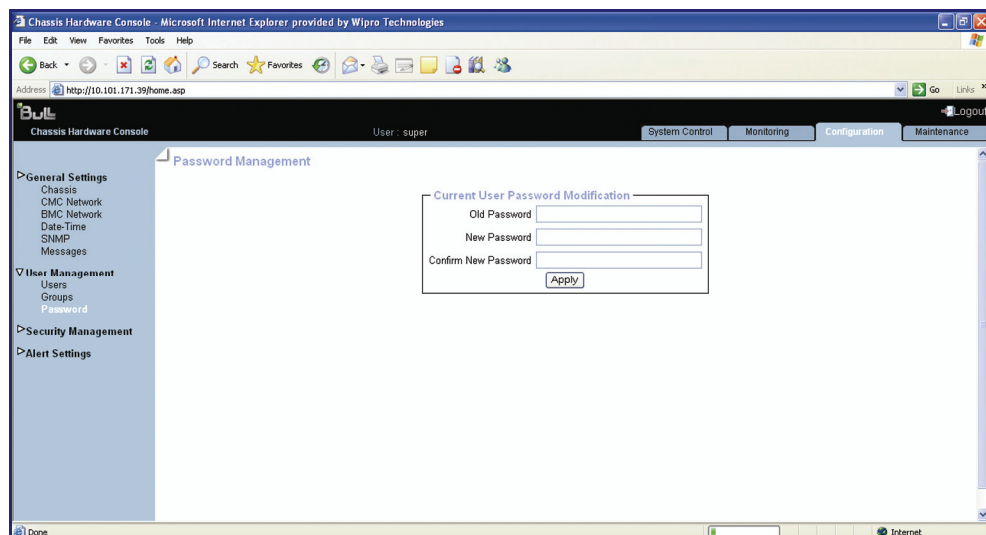 Chassis Hardware Console - Microsoft Internet Explorer provided by Wipro Technologies
File Edit View Favorites Tools Help
Back Search Favorites
Address http://10.101.171.39/home.asp Go Links »
Bull Logout
Chassis Hardware Console User : super System Control Monitoring Configuration Maintenance
Password Management
General Settings
Chassis
CMC Network
BMC Network
Date-Time
SNMP
Messages
User Management
Users
Groups
Password
Security Management
Alert Settings
Current User Password Modification
Old Password
New Password
Confirm New Password
Apply
Done Internet